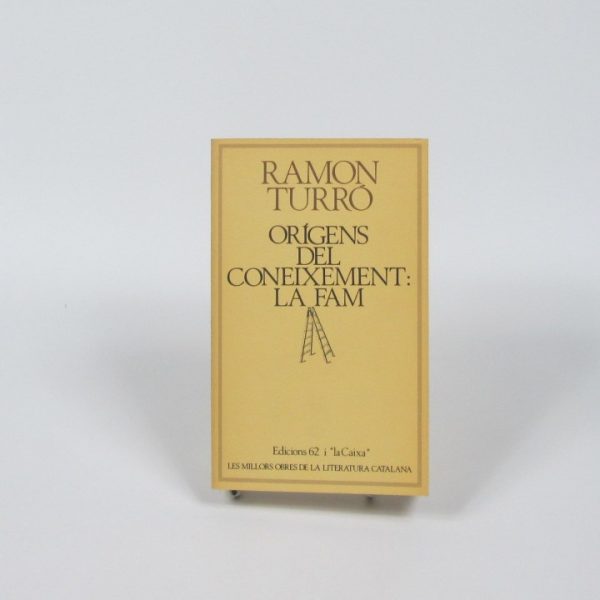 RAMON
TURRÓ
ORÍGENS
DEL
CONEIXEMENT:
LA FAM
Edicions 62 i "la Caixa"
LES MILLORS OBRES DE LA LITERATURA CATALANA